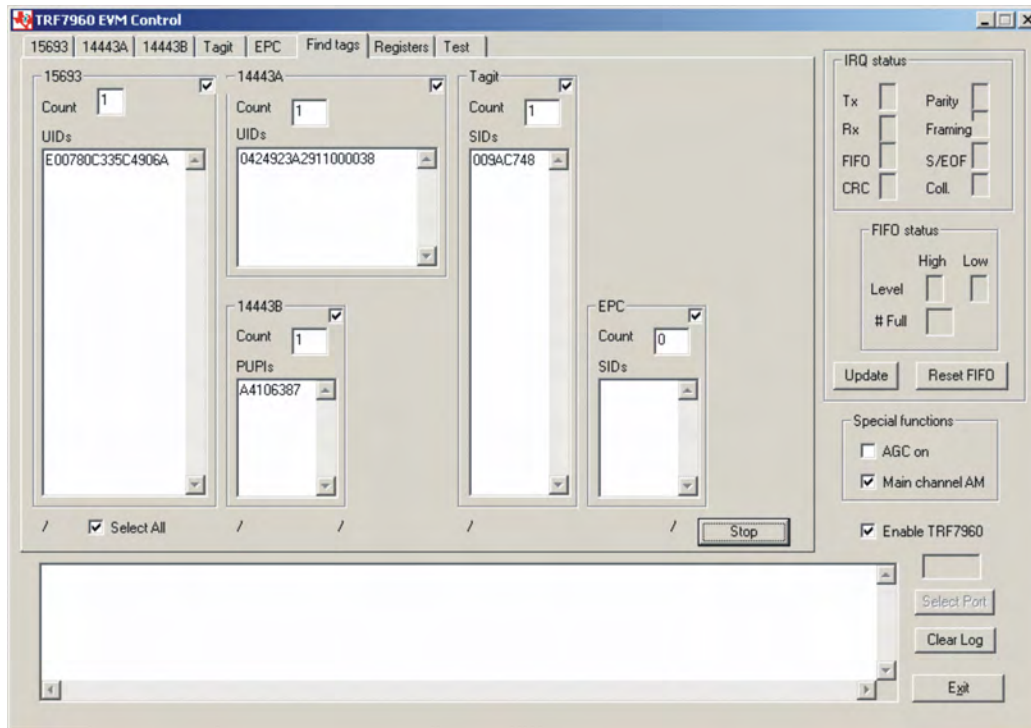 TRF7960 EVM Control
15693 14443A 14443B Tagit EPC Find tags Registers Test
15693
Count 1
UIDs
E00780C335C4906A
14443A
Count 1
UIDs
0424923A2911000038
14443B
Count 1
PUPIs
A4106387
Tagit
Count 1
SIDs
009AC748
EPC
Count 0
SIDs
/ Select All / / / / Stop
IRQ status
Tx Parity
Rx Framing
FIFO S/EOF
CRC Coll.
FIFO status
High Low
Level
# Full
Update Reset FIFO
Special functions
AGC on
Main channel AM
Enable TRF7960
Select Port
Clear Log
Exit